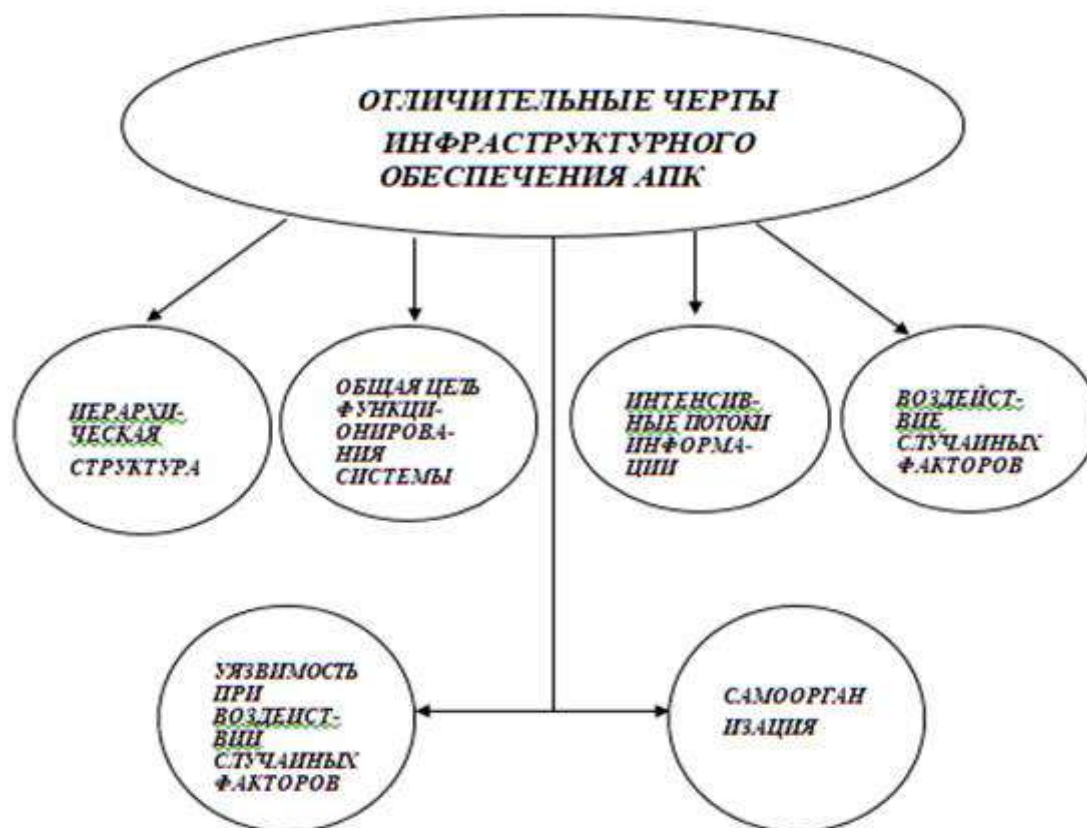 ОТЛИЧИТЕЛЬНЫЕ ЧЕРТЫ
ИНФРАСТРУКТУРНОГО
ОБЕСПЕЧЕНИЯ АПК
ИЕРАРХИ-
ЧЕСКАЯ
СТРУКТУРА
ОБЩАЯ ЦЕЛЬ
ФУНКЦИ-
ОНИРОВА-
НИЯ
СИСТЕМЫ
ИНТЕНСИВ-
НЫЕ ПОТОКИ
ИНФОРМА-
ЦИИ
ВОЗДЕЙСТ-
ВИЕ
СЛУЧАЙНЫХ
ФАКТОРОВ
УЯЗВИМОСТЬ
ПРИ
ВОЗДЕЙСТ-
ВИИ
СЛУЧАЙНЫХ
ФАКТОРОВ
САМООРГАН
ИЗАЦИЯ